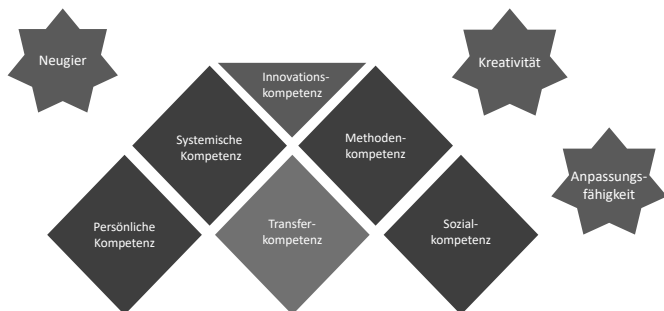 Neugier
Innovations-
kompetenz
Kreativität
Systemische
Kompetenz
Methoden-
kompetenz
Anpassungs-
fähigkeit
Persönliche
Kompetenz
Transfer-
kompetenz
Sozial-
kompetenz